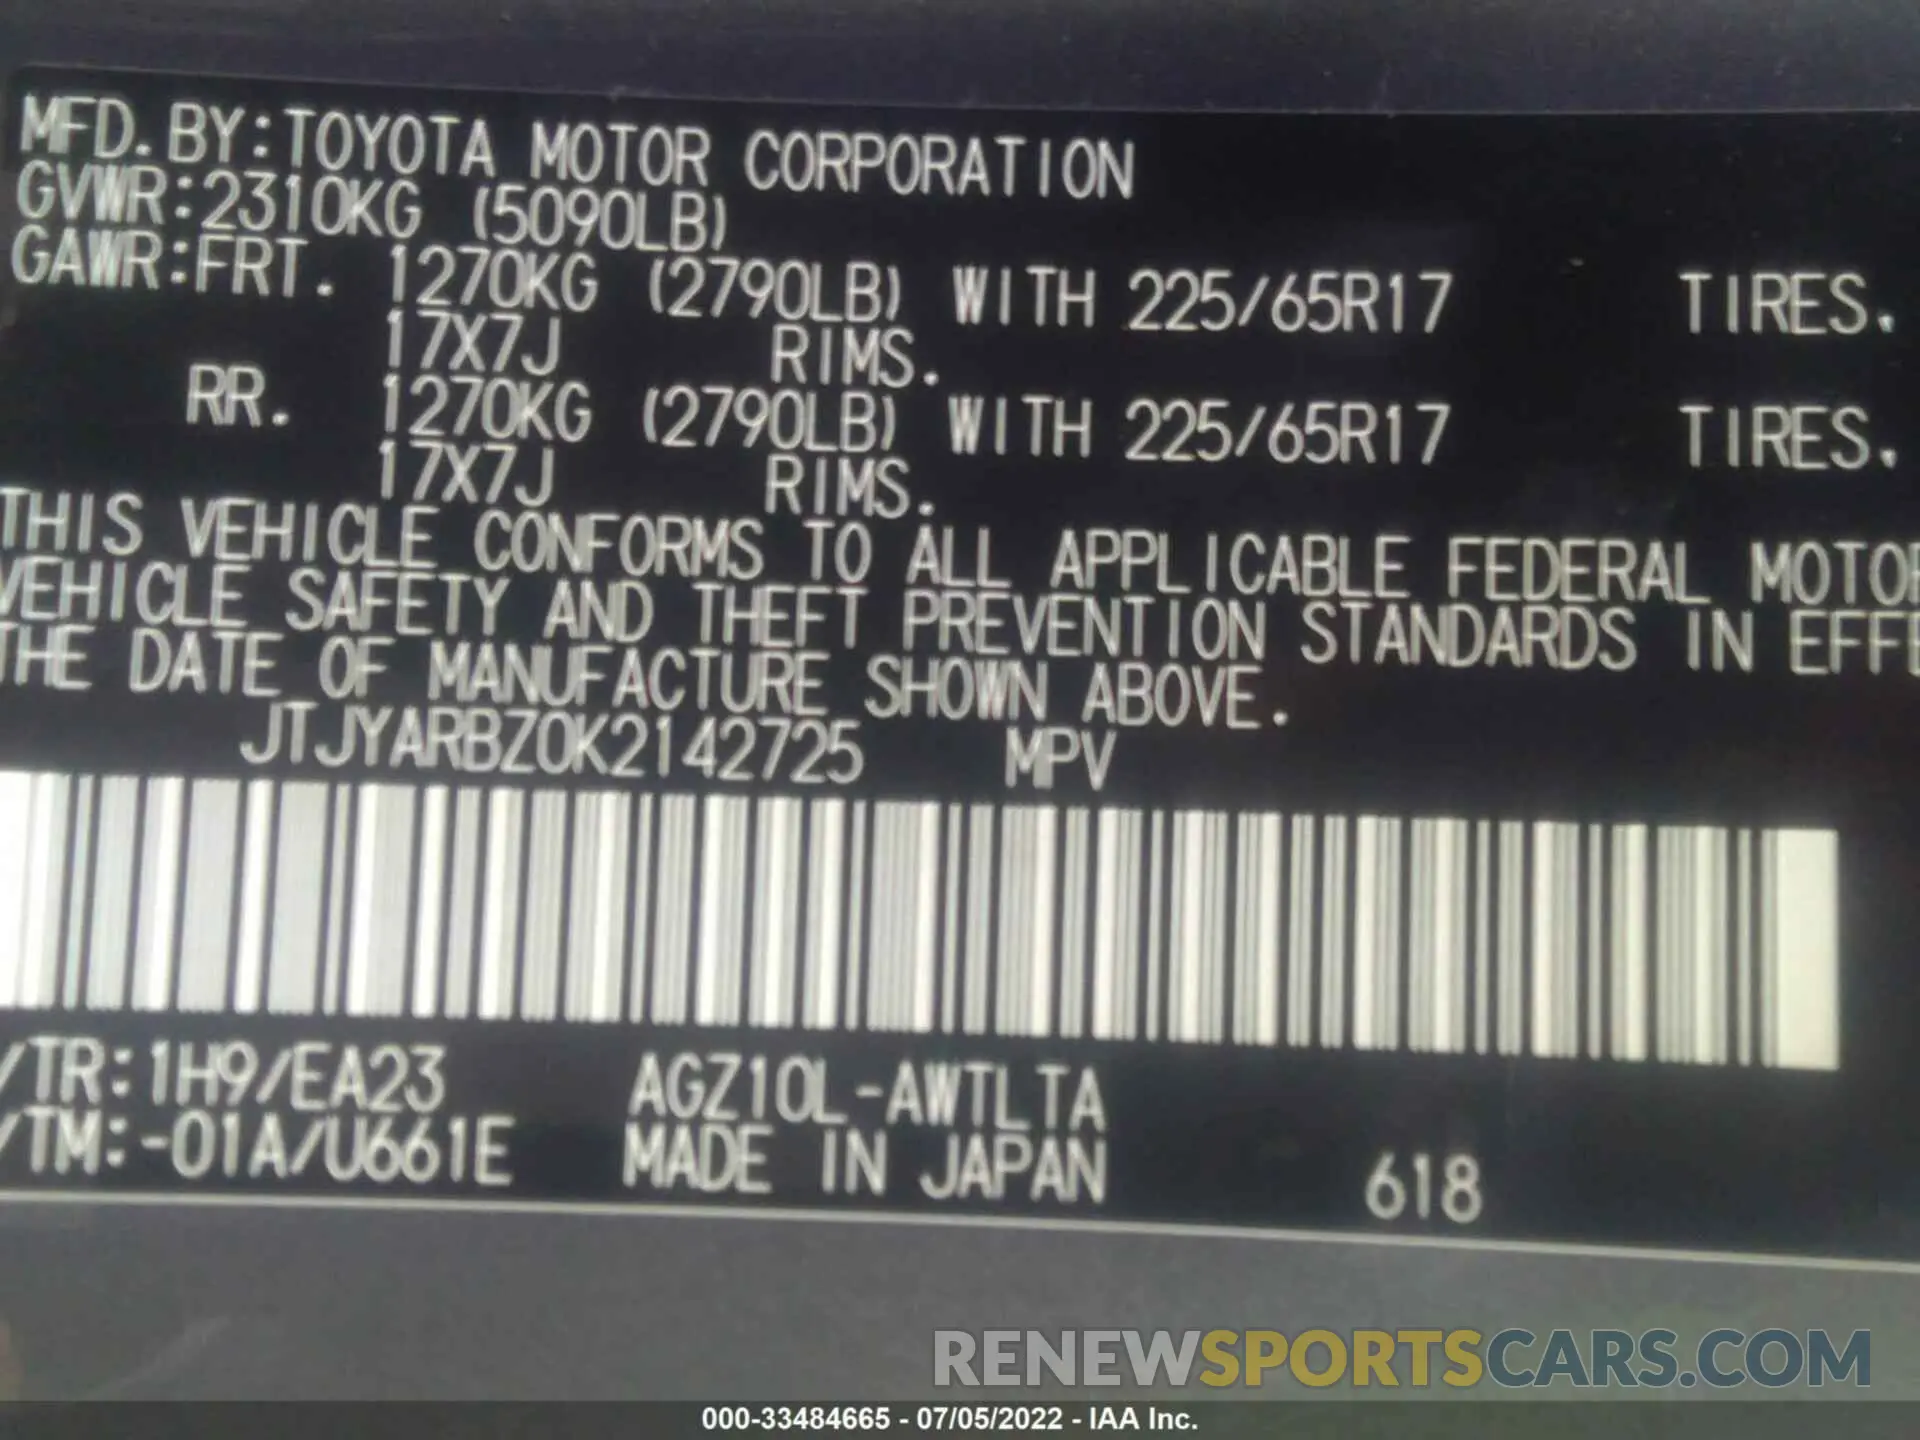 MFD.BY:TOYOTA MOTOR CORPORATION
GVWR:2310KG (5090LB)
GAWR:FRT. 1270KG (2790LB) WITH 225/65R17 TIRES.
17X7J RIMS.
RR. 1270KG (2790LB) WITH 225/65R17 TIRES.
17X7J RIMS.
THIS VEHICLE CONFORMS TO ALL APPLICABLE FEDERAL MOTOR
VEHICLE SAFETY AND THEFT PREVENTION STANDARDS IN EFFE
THE DATE OF MANUFACTURE SHOWN ABOVE.
JTJYARBZ0K2142725 MPV
/TR:1H9/EA23 AGZ10L-AWTLTA
/TM:-01A/U661E MADE IN JAPAN 618
RENEWSPORTSCARS.COM
000-33484665 - 07/05/2022 - IAA Inc.